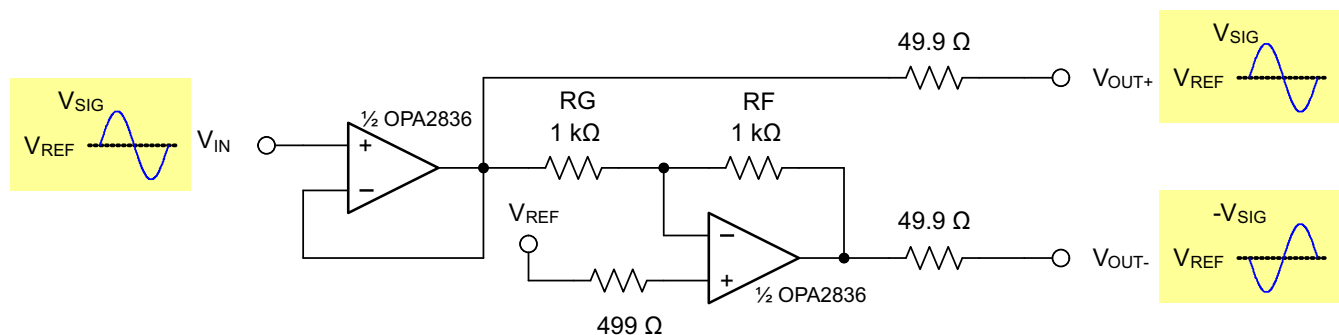 49.9 Ω
VSIG
VREF
VOUT+
VSIG
VREF
VIN
½ OPA2836
+
−
RG
1 kΩ
RF
1 kΩ
VREF
499 Ω
−
+
½ OPA2836
49.9 Ω
VOUT-
-VSIG
VREF